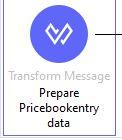 Transform Message
Prepare
Pricebookentry
data